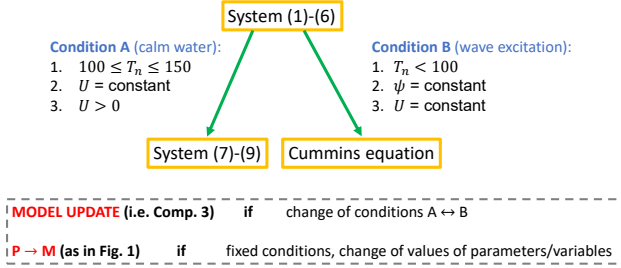 System (1)-(6)
Condition A (calm water):
1. 100 ≤ Tₙ ≤ 150
2. U = constant
3. U > 0
Condition B (wave excitation):
1. Tₙ < 100
2. ψ = constant
3. U = constant
System (7)-(9)
Cummins equation
MODEL UPDATE (i.e. Comp. 3) if change of conditions A ↔ B
P → M (as in Fig. 1) if fixed conditions, change of values of parameters/variables